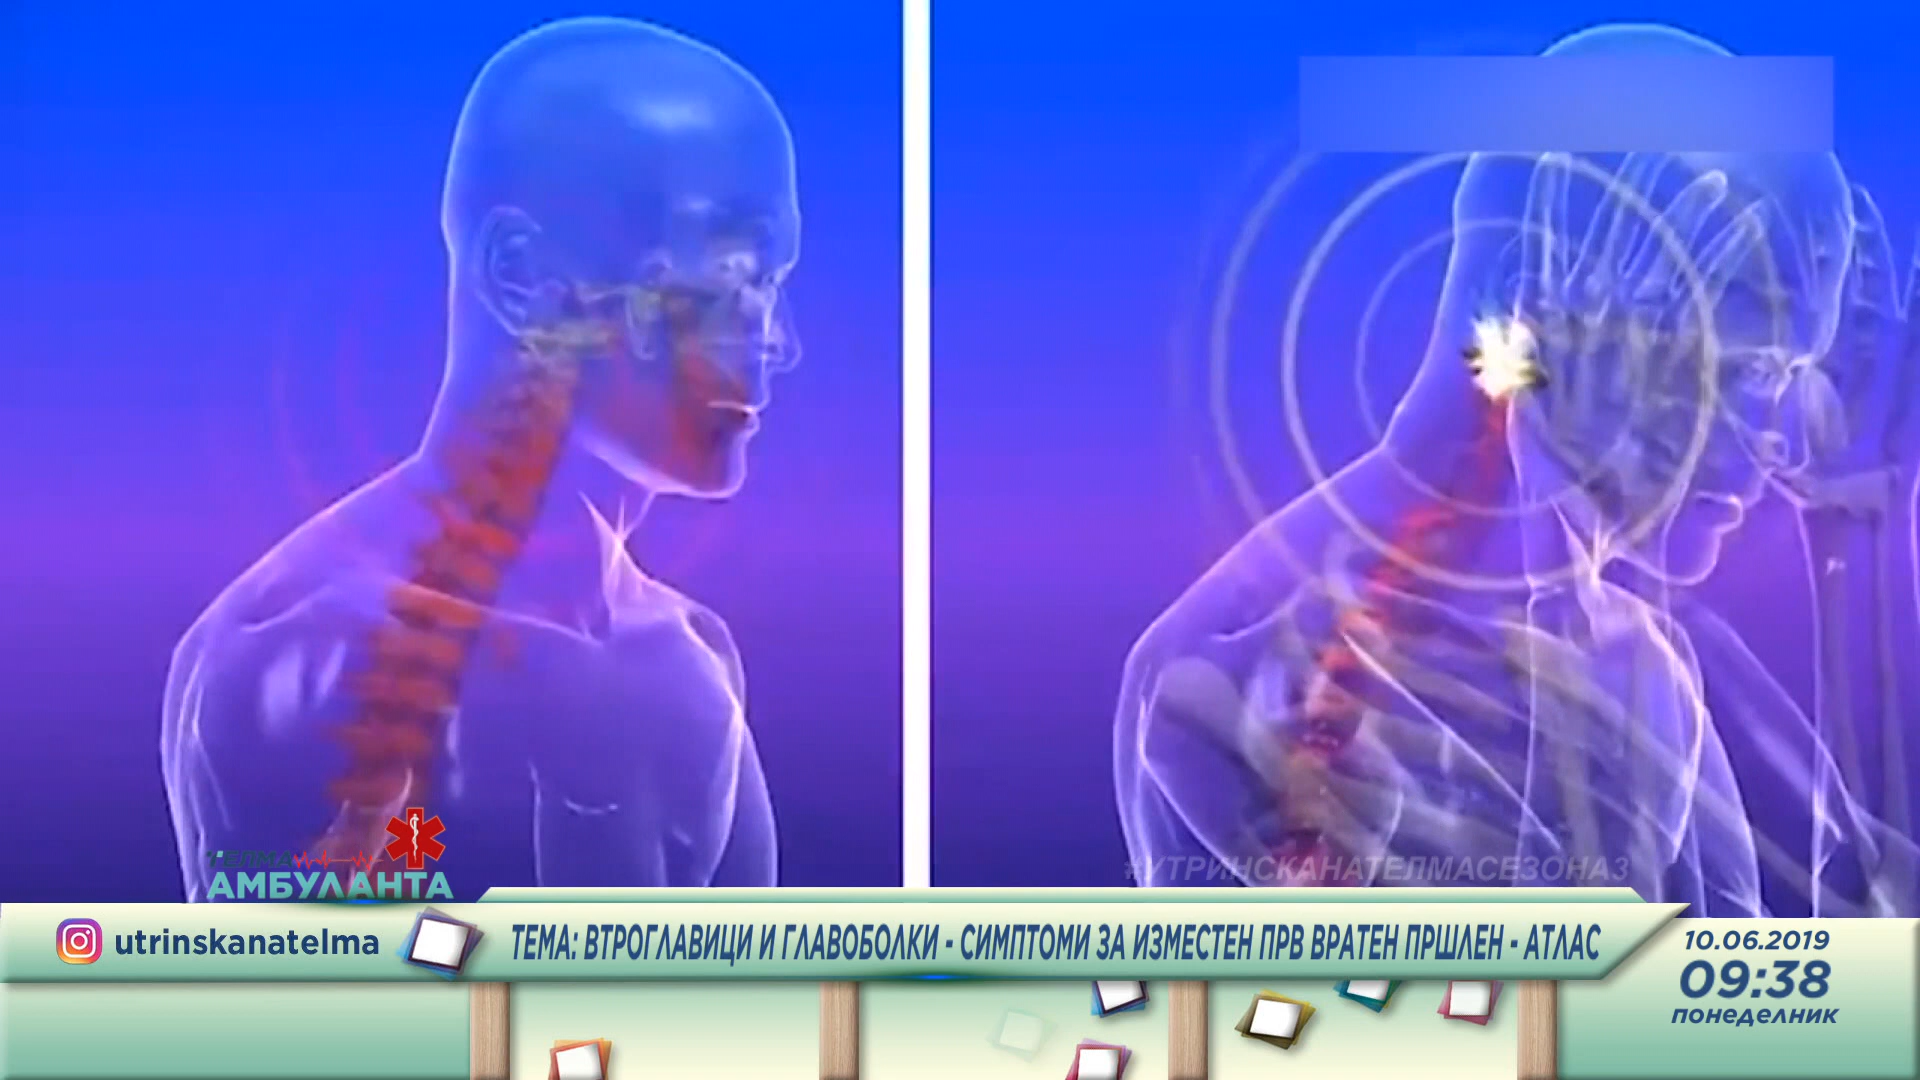 #УТРИНСКАНАТЕЛМАСЕЗОНА3
ТЕЛМА
АМБУЛАНТА
utrinskanatelma
ТЕМА: ВТРОГЛАВИЦИ И ГЛАВОБОЛКИ - СИМПТОМИ ЗА ИЗМЕСТЕН ПРВ ВРАТЕН ПРШЛЕН - АТЛАС
10.06.2019
09:38
понеделник